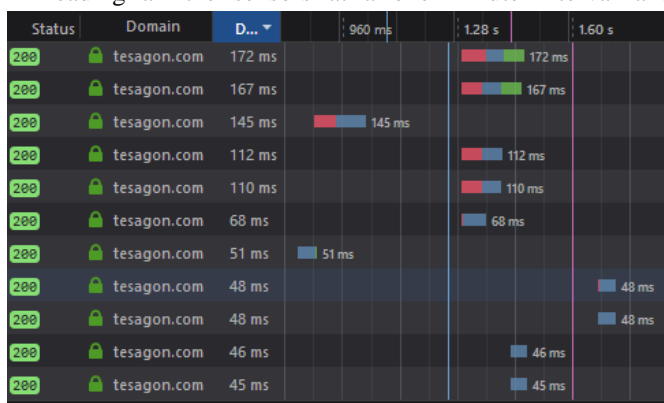 Status Domain D... 960 ms 1.28 s 1.60 s
200 tesagon.com 172 ms 172 ms
200 tesagon.com 167 ms 167 ms
200 tesagon.com 145 ms 145 ms
200 tesagon.com 112 ms 112 ms
200 tesagon.com 110 ms 110 ms
200 tesagon.com 68 ms 68 ms
200 tesagon.com 51 ms 51 ms
200 tesagon.com 48 ms 48 ms
200 tesagon.com 48 ms 48 ms
200 tesagon.com 46 ms 46 ms
200 tesagon.com 45 ms 45 ms